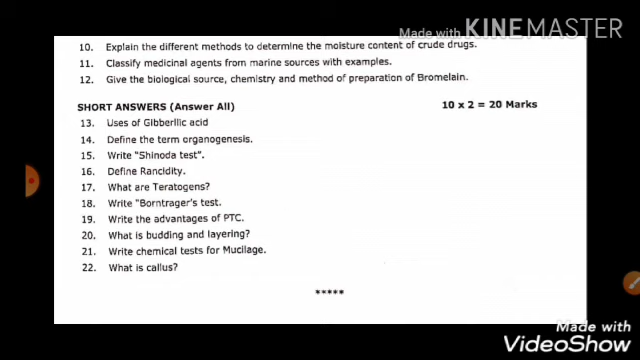 Made with KINEMASTER
10. Explain the different methods to determine the moisture content of crude drugs.
11. Classify medicinal agents from marine sources with examples.
12. Give the biological source, chemistry and method of preparation of Bromelain.
SHORT ANSWERS (Answer All) 10 x 2 = 20 Marks
13. Uses of Gibberllic acid
14. Define the term organogenesis.
15. Write "Shinoda test".
16. Define Rancidity.
17. What are Teratogens?
18. Write "Borntrager's test.
19. Write the advantages of PTC.
20. What is budding and layering?
21. Write chemical tests for Mucilage.
22. What is callus?
*****
Made with
VideoShow